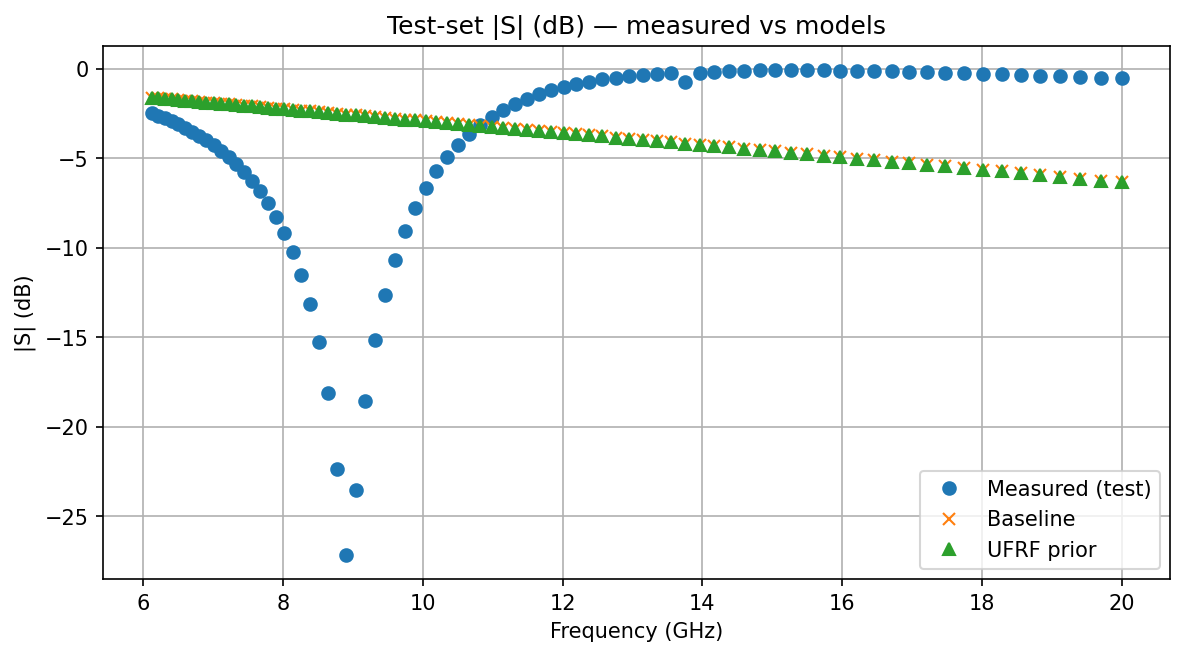 Test-set |S| (dB) — measured vs models
0
−5
−10
−15
−20
−25
|S| (dB)
6
8
10
12
14
16
18
20
Frequency (GHz)
Measured (test)
Baseline
UFRF prior